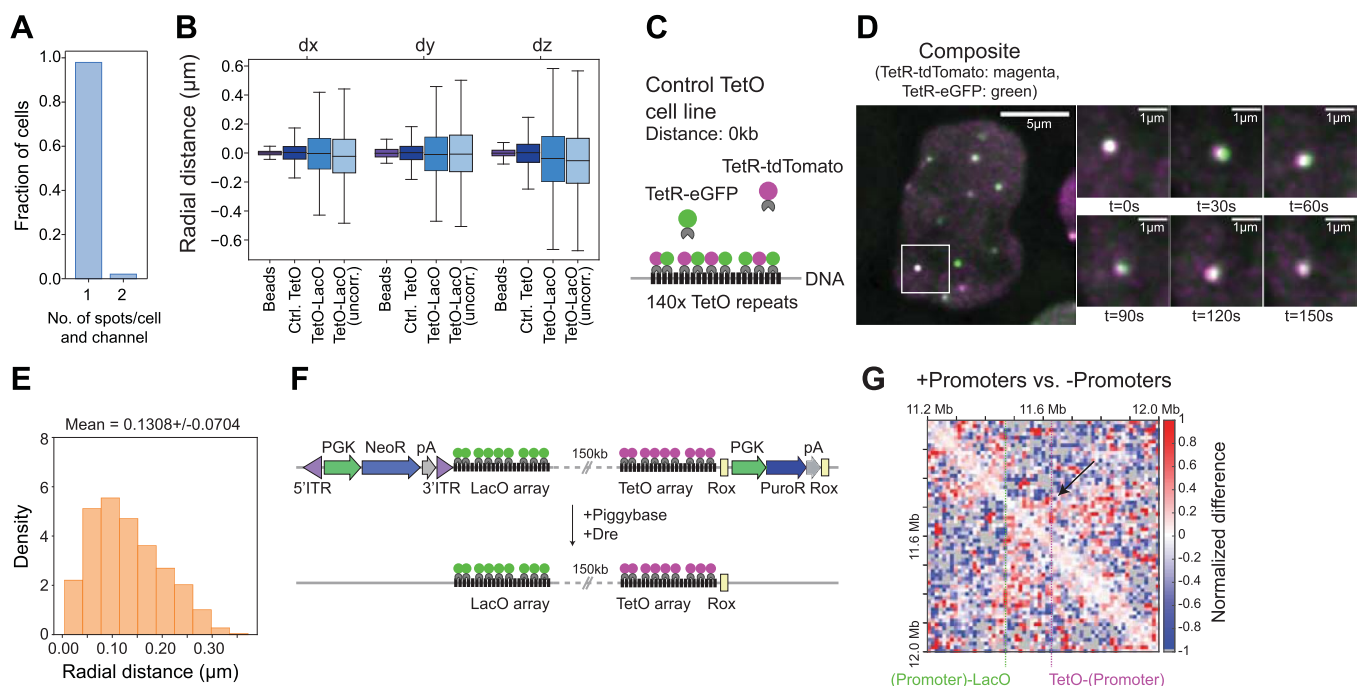 A
Fraction of cells
1.0
0.8
0.6
0.4
0.2
0.0
1 2
No. of spots/cell
and channel
B
dx dy dz
Radial distance (µm)
0.6
0.4
0.2
0.0
−0.2
−0.4
−0.6
Beads
Ctrl. TetO
TetO-LacO
TetO-LacO
(uncorr.)
Beads
Ctrl. TetO
TetO-LacO
TetO-LacO
(uncorr.)
Beads
Ctrl. TetO
TetO-LacO
TetO-LacO
(uncorr.)
C
Control TetO
cell line
Distance: 0kb
TetR-tdTomato
TetR-eGFP
DNA
140x TetO repeats
D
Composite
(TetR-tdTomato: magenta,
TetR-eGFP: green)
5µm
1µm 1µm 1µm
t=0s t=30s t=60s
1µm 1µm 1µm
t=90s t=120s t=150s
E
Mean = 0.1308+/-0.0704
Density
8
6
4
2
0
0.00 0.10 0.30
Radial distance (µm)
F
PGK NeoR pA
5'ITR 3'ITR
LacO array
150kb
TetO array
Rox
PGK pA
PuroR Rox
+Piggybase
+Dre
150kb
LacO array
TetO array
Rox
G
+Promoters vs. -Promoters
11.2 Mb 11.6 Mb 12.0 Mb
11.6 Mb
12.0 Mb
1
0.8
0.6
0.4
0.2
0
-0.2
-0.4
-0.6
-0.8
-1
Normalized difference
(Promoter)-LacO
TetO-(Promoter)